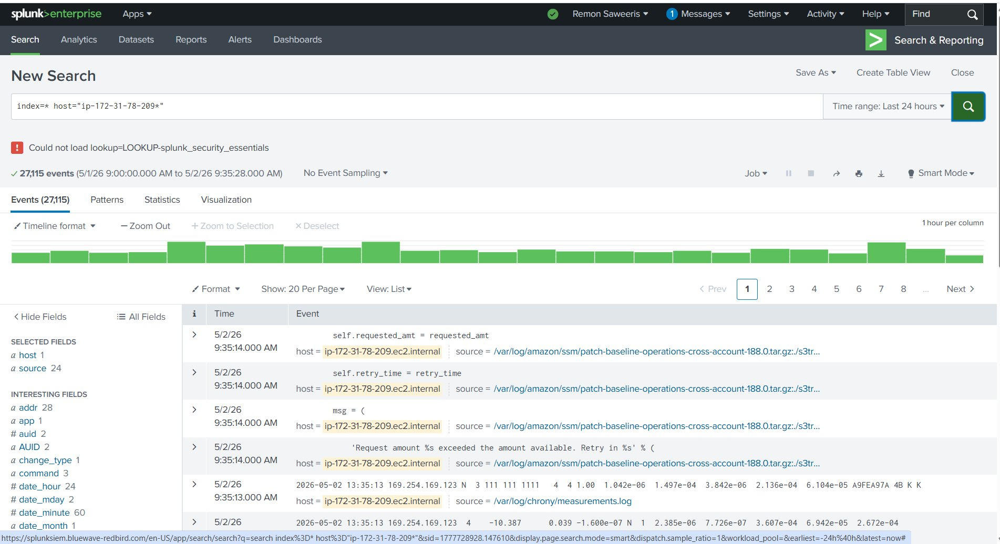 splunk>enterprise Apps Remon Saweeris 1 Messages Settings Activity Help Find
Search Analytics Datasets Reports Alerts Dashboards > Search & Reporting
New Search Save As Create Table View Close
index=* host="ip-172-31-78-209*" Time range: Last 24 hours
! Could not load lookup=LOOKUP-splunk_security_essentials
✓ 27,115 events (5/1/26 9:00:00.000 AM to 5/2/26 9:35:28.000 AM) No Event Sampling Job Smart Mode
Events (27,115) Patterns Statistics Visualization
Timeline format — Zoom Out + Zoom to Selection × Deselect 1 hour per column
Format Show: 20 Per Page View: List < Prev 1 2 3 4 5 6 7 8 ... Next >
< Hide Fields All Fields
SELECTED FIELDS
a host 1
a source 24
INTERESTING FIELDS
a addr 28
a app 1
# auid 2
a AUID 2
a change_type 1
a command 3
# date_hour 24
# date_mday 2
# date_minute 60
a date_month 1
i Time Event
> 5/2/26 self.requested_amt = requested_amt
9:35:14.000 AM host = ip-172-31-78-209.ec2.internal source = /var/log/amazon/ssm/patch-baseline-operations-cross-account-188.0.tar.gz:./s3tr...
> 5/2/26 self.retry_time = retry_time
9:35:14.000 AM host = ip-172-31-78-209.ec2.internal source = /var/log/amazon/ssm/patch-baseline-operations-cross-account-188.0.tar.gz:./s3tr...
> 5/2/26 msg = (
9:35:14.000 AM host = ip-172-31-78-209.ec2.internal source = /var/log/amazon/ssm/patch-baseline-operations-cross-account-188.0.tar.gz:./s3tr...
> 5/2/26 'Request amount %s exceeded the amount available. Retry in %s' % (
9:35:14.000 AM host = ip-172-31-78-209.ec2.internal source = /var/log/amazon/ssm/patch-baseline-operations-cross-account-188.0.tar.gz:./s3tr...
> 5/2/26 2026-05-02 13:35:13 169.254.169.123 N 3 111 111 1111 4 4 1.00 1.042e-06 1.497e-04 3.842e-06 2.136e-04 6.104e-05 A9FEA97A 4B K K
9:35:13.000 AM host = ip-172-31-78-209.ec2.internal source = /var/log/chrony/measurements.log
> 5/2/26 2026-05-02 13:35:13 169.254.169.123 4 -10.387 0.039 -1.600e-07 N 1 2.385e-06 7.726e-07 3.607e-04 6.942e-05 2.672e-04
https://splunksiem.bluewave-redbird.com/en-US/app/search/search?q=search index%3D* host%3D"ip-172-31-78-209*"&sid=1777728928.147610&display.page.search.mode=smart&dispatch.sample_ratio=1&workload_pool=&earliest=-24h%40h&latest=now#